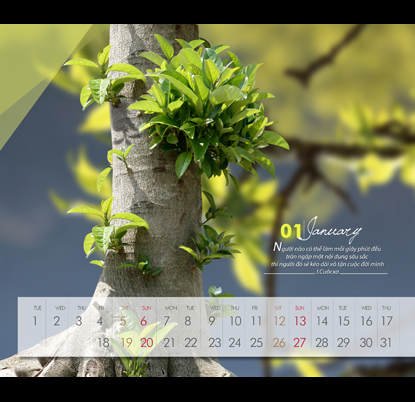 01 January
Người nào có thể làm mỗi giây phút đều
tràn ngập một nội dung sâu sắc
thì người đó sẽ kéo dài vô tận cuộc đời mình
I.Cuốcxơ
TUE WED THU FRI SAT SUN MON TUE WED THU FRI SAT SUN MON TUE WED THU
1 2 3 4 5 6 7 8 9 10 11 12 13 14 15 16 17
18 19 20 21 22 23 24 25 26 27 28 29 30 31